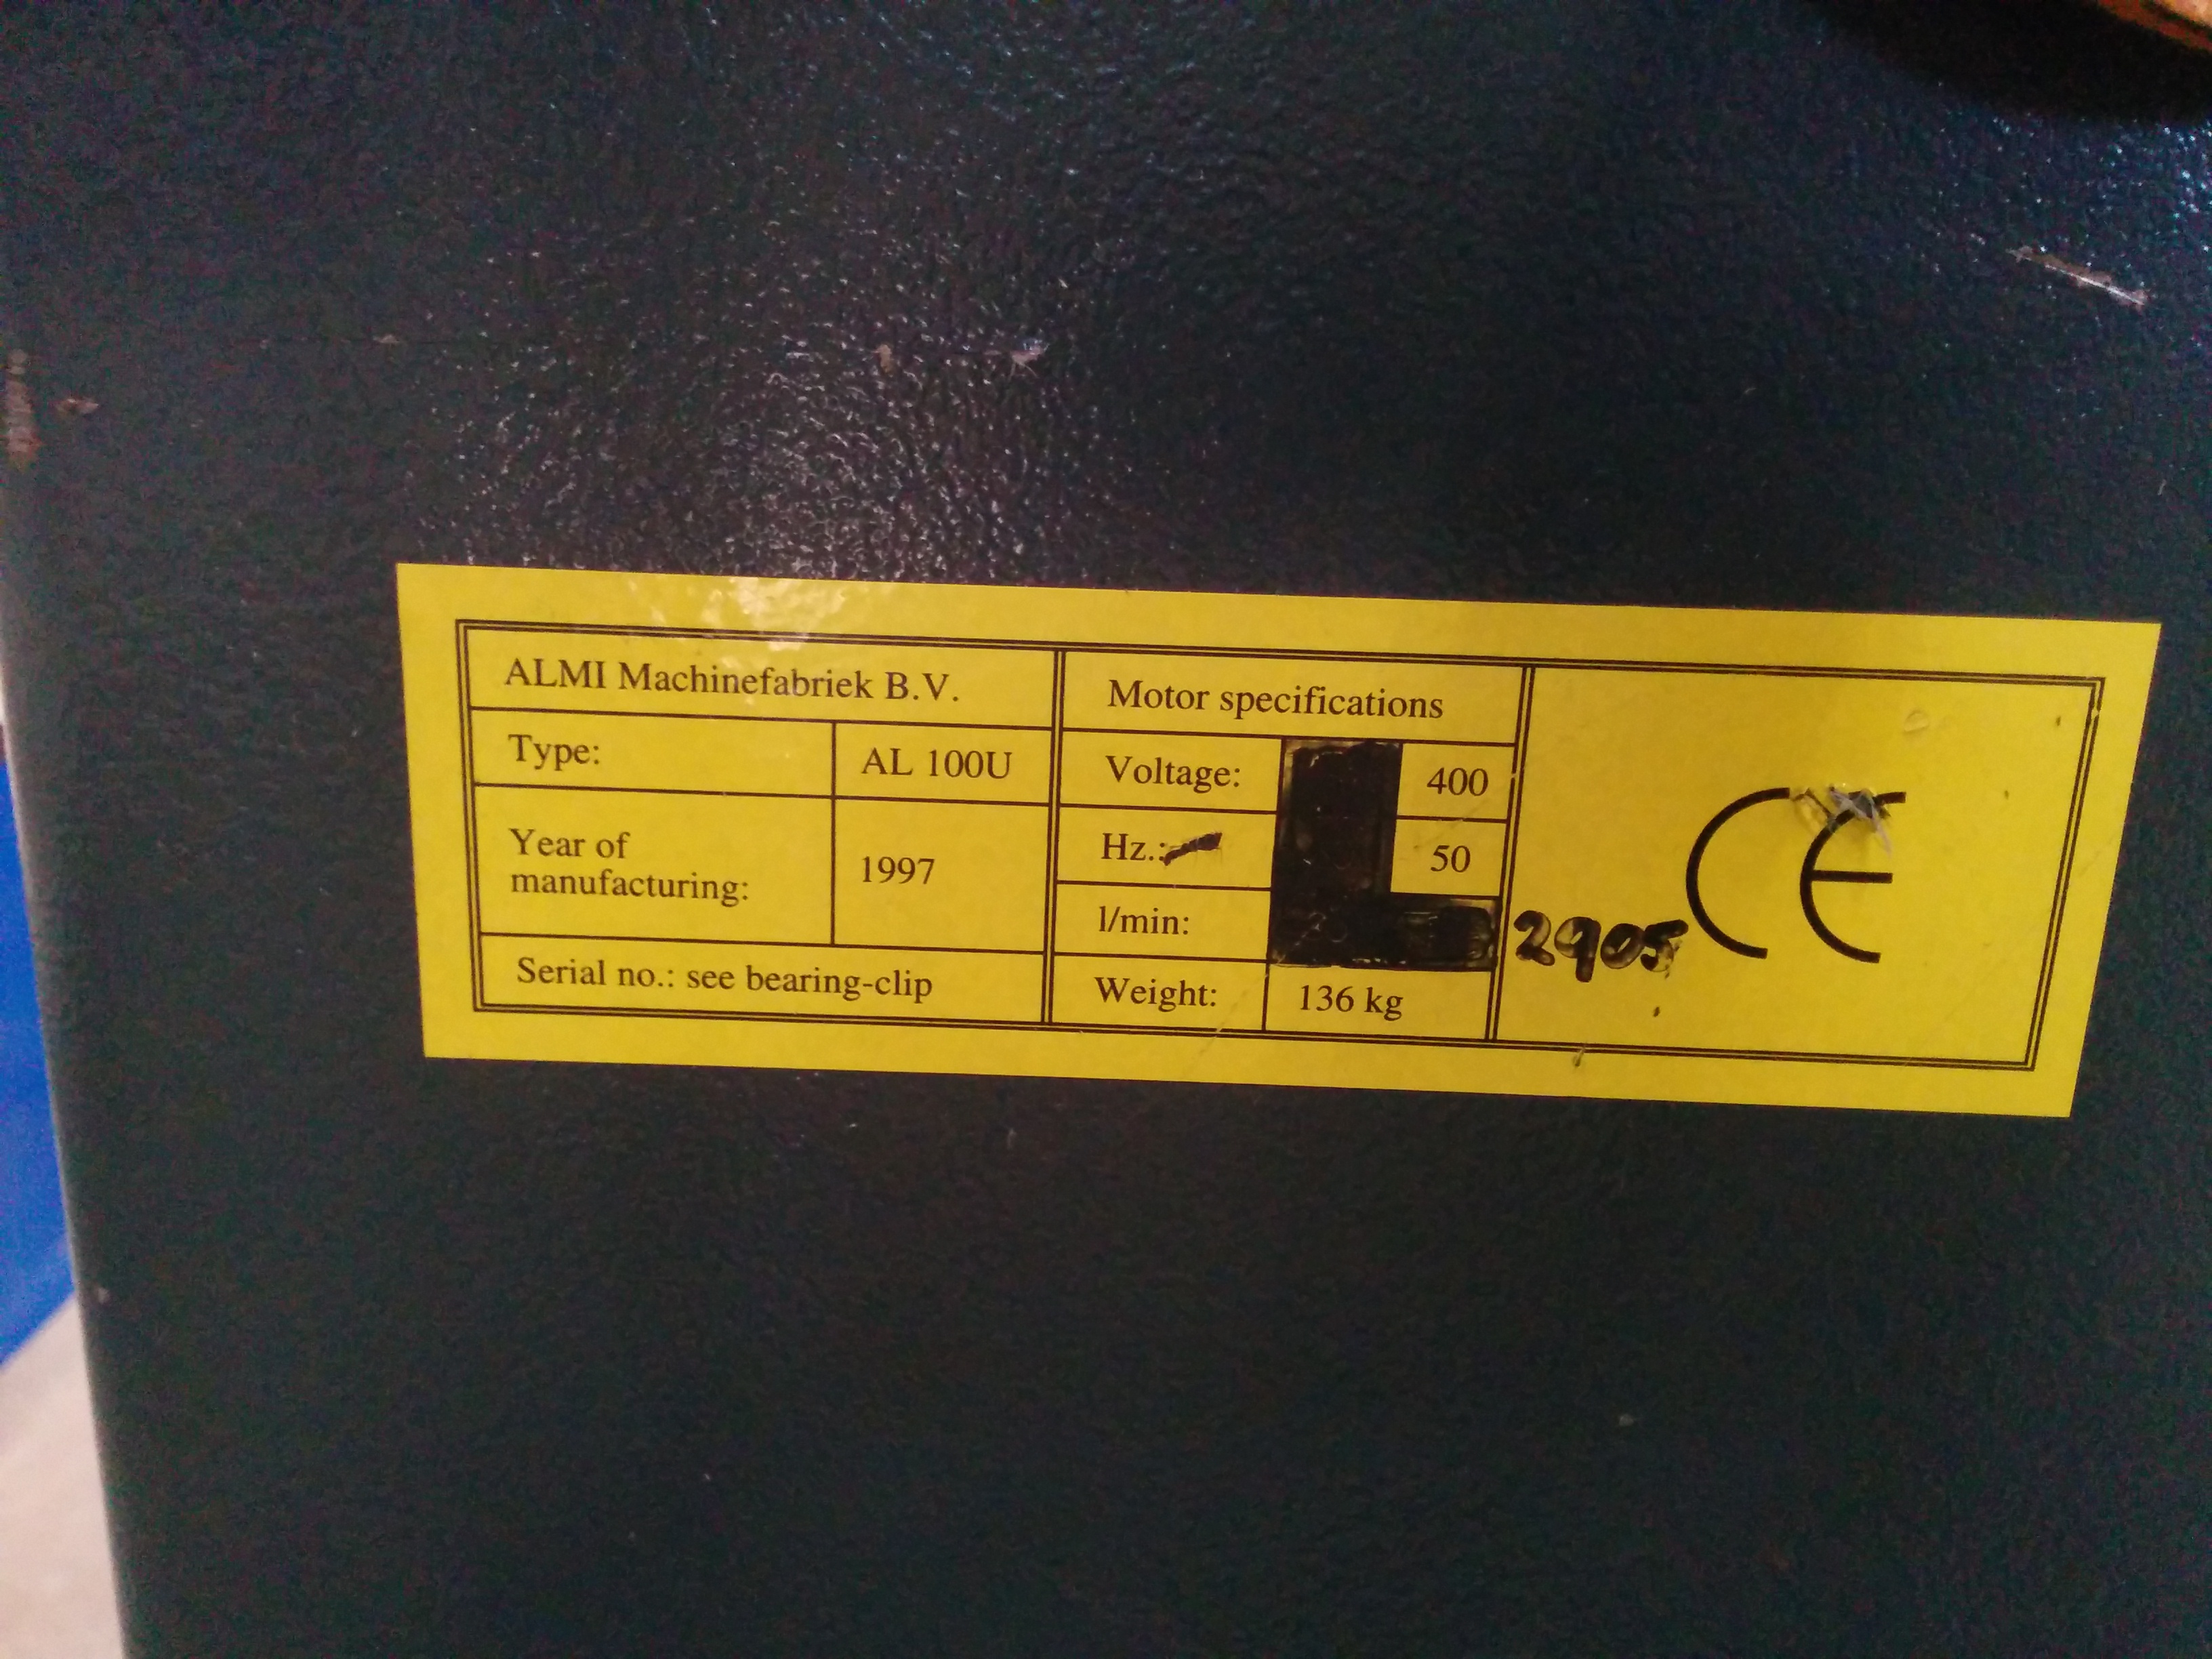 ALMI Machinefabriek B.V.
Type: AL 100U
Year of
manufacturing: 1997
Serial no.: see bearing-clip
Motor specifications
Voltage: 400
Hz.: 50
l/min: 2905
Weight: 136 kg
CE